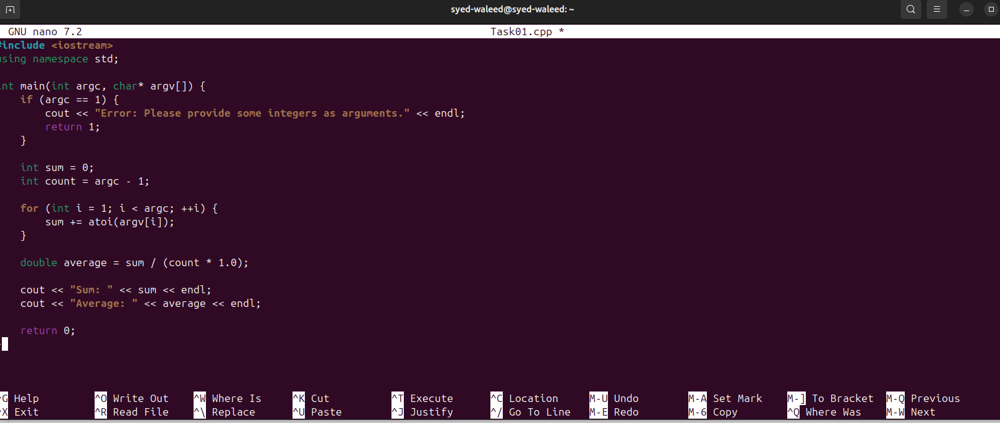 syed-waleed@syed-waleed: ~
GNU nano 7.2 Task01.cpp *
#include <iostream>
using namespace std;
int main(int argc, char* argv[]) {
if (argc == 1) {
cout << "Error: Please provide some integers as arguments." << endl;
return 1;
}
int sum = 0;
int count = argc - 1;
for (int i = 1; i < argc; ++i) {
sum += atoi(argv[i]);
}
double average = sum / (count * 1.0);
cout << "Sum: " << sum << endl;
cout << "Average: " << average << endl;
return 0;
}
^G Help ^O Write Out ^W Where Is ^K Cut ^T Execute ^C Location M-U Undo M-A Set Mark M-] To Bracket M-Q Previous
^X Exit ^R Read File ^\ Replace ^U Paste ^J Justify ^/ Go To Line M-E Redo M-6 Copy ^Q Where Was M-W Next